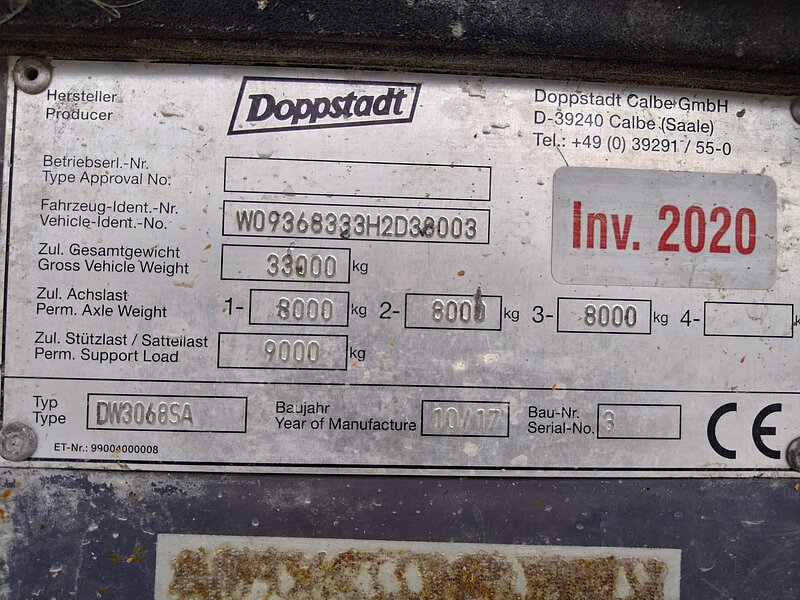 Hersteller
Producer
Doppstadt
Doppstadt Calbe GmbH
D-39240 Calbe (Saale)
Tel.: +49 (0) 39291 / 55-0
Betriebserl.-Nr.
Type Approval No:
Fahrzeug-Ident.-Nr.
Vehicle-Ident.-No.
W09368333H2D38003
Inv. 2020
Zul. Gesamtgewicht
Gross Vehicle Weight
33000 kg
Zul. Achslast
Perm. Axle Weight
1- 8000 kg 2- 8000 kg 3- 8000 kg 4-
Zul. Stützlast / Sattellast
Perm. Support Load
9000 kg
Typ
Type
DW3068SA
Baujahr
Year of Manufacture
10/17
Bau-Nr.
Serial-No.
3
CE
ET-Nr.: 99004000008